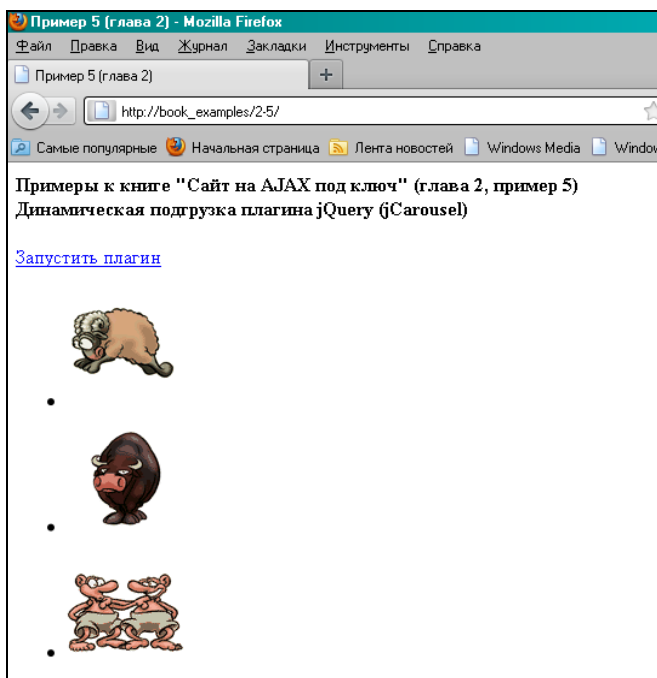 Пример 5 (глава 2) - Mozilla Firefox
Файл Правка Вид Журнал Закладки Инструменты Справка
Пример 5 (глава 2) +
http://book_examples/2-5/
Самые популярные Начальная страница Лента новостей Windows Media Window
Примеры к книге "Сайт на AJAX под ключ" (глава 2, пример 5)
Динамическая подгрузка плагина jQuery (jCarousel)
Запустить плагин